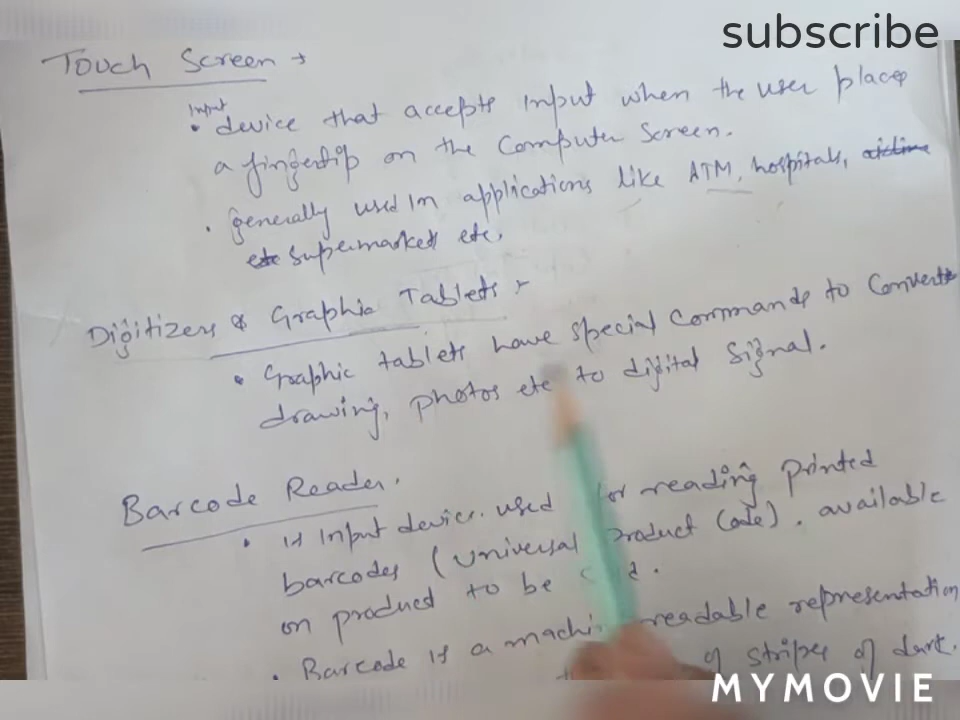 subscribe
Touch Screen →
Input
• device that accepts input when the user places
a fingertip on the Computer Screen.
• generally used in applications like ATM, hospitals,
etc supermarkets etc.
Digitizers & Graphic Tablets :-
• Graphic tablets have special commands to convert
drawing, photos etc to digital signal.
Barcode Reader.
• is input device used for reading printed
barcodes (Universal Product Code). available
on product to be
• Barcode is a machine readable representation
of stripes of dark.
MYMOVIE